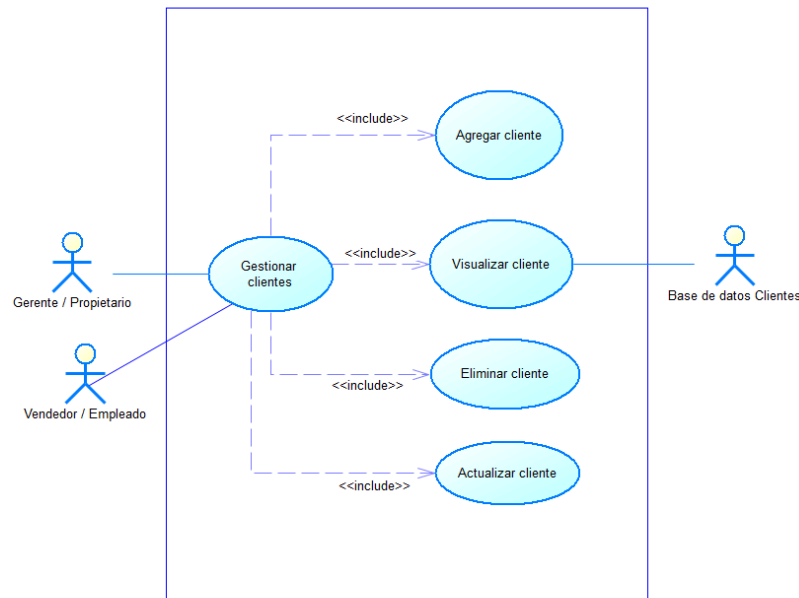 <<include>>
Agregar cliente
Gestionar
clientes
<<include>>
Visualizar cliente
Gerente / Propietario
Base de datos Clientes
<<include>>
Eliminar cliente
Vendedor / Empleado
<<include>>
Actualizar cliente